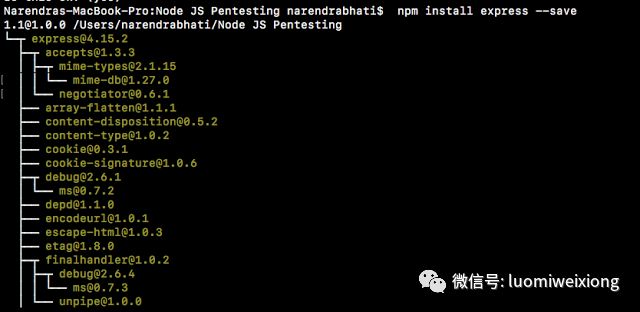 Narendras-MacBook-Pro:Node JS Pentesting narendrabhati$  npm install express --save
1.1@1.0.0 /Users/narendrabhati/Node JS Pentesting
└─┬ express@4.15.2
  ├─┬ accepts@1.3.3
  │ ├─┬ mime-types@2.1.15
  │ │ └── mime-db@1.27.0
  │ └── negotiator@0.6.1
  ├── array-flatten@1.1.1
  ├── content-disposition@0.5.2
  ├── content-type@1.0.2
  ├── cookie@0.3.1
  ├── cookie-signature@1.0.6
  ├─┬ debug@2.6.1
  │ └── ms@0.7.2
  ├── depd@1.1.0
  ├── encodeurl@1.0.1
  ├── escape-html@1.0.3
  ├── etag@1.8.0
  ├─┬ finalhandler@1.0.2
  │ ├─┬ debug@2.6.4
  │ │ └── ms@0.7.3
  │ └── unpipe@1.0.0
微信号: luomiweixiong